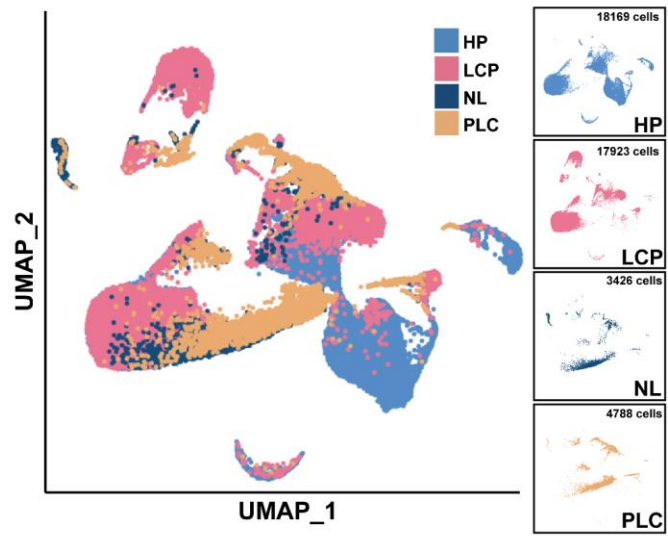 HP
LCP
NL
PLC
UMAP_2
UMAP_1
18169 cells
HP
17923 cells
LCP
3426 cells
NL
4788 cells
PLC